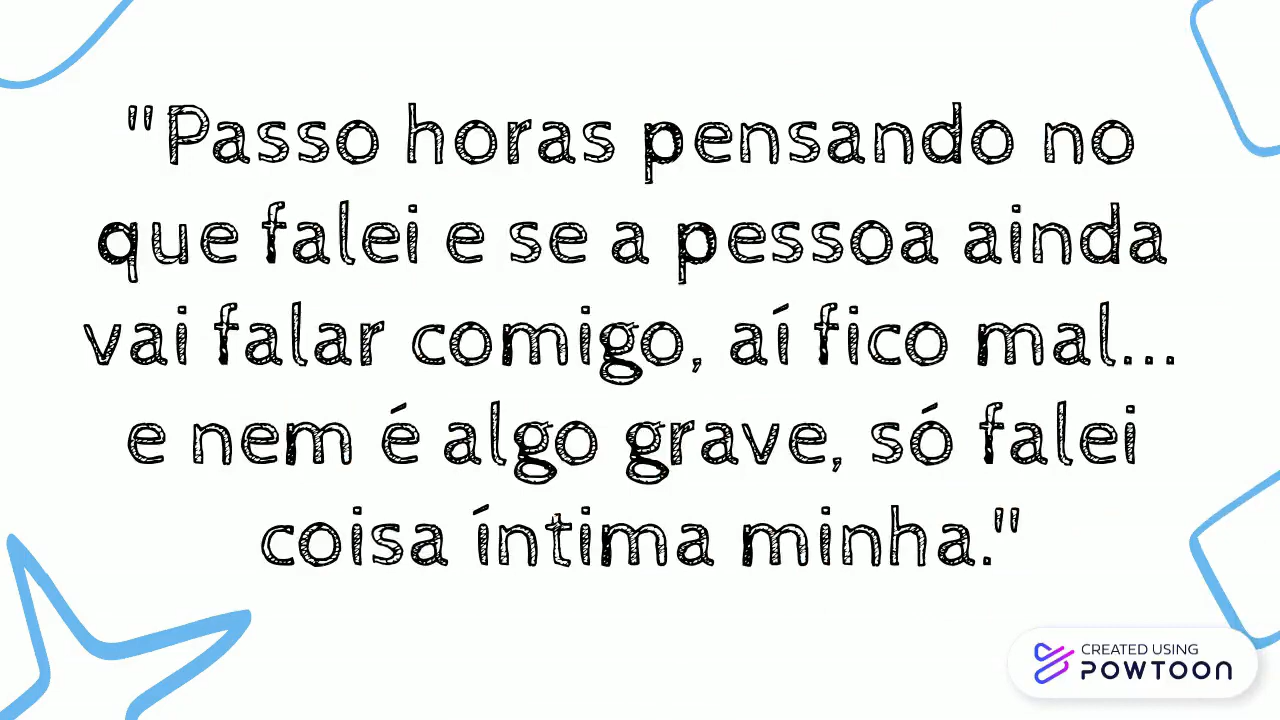 "Passo horas pensando no
que falei e se a pessoa ainda
vai falar comigo, aí fico mal...
e nem é algo grave, só falei
coisa íntima minha."
CREATED USING
POWTOON